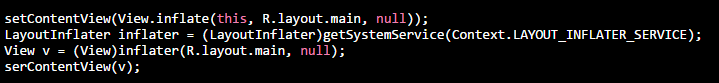 setContentView(View.inflate(this, R.layout.main, null));
LayoutInflater inflater = (LayoutInflater)getSystemService(Context.LAYOUT_INFLATER_SERVICE);
View v = (View)inflater(R.layout.main, null);
serContentView(v);